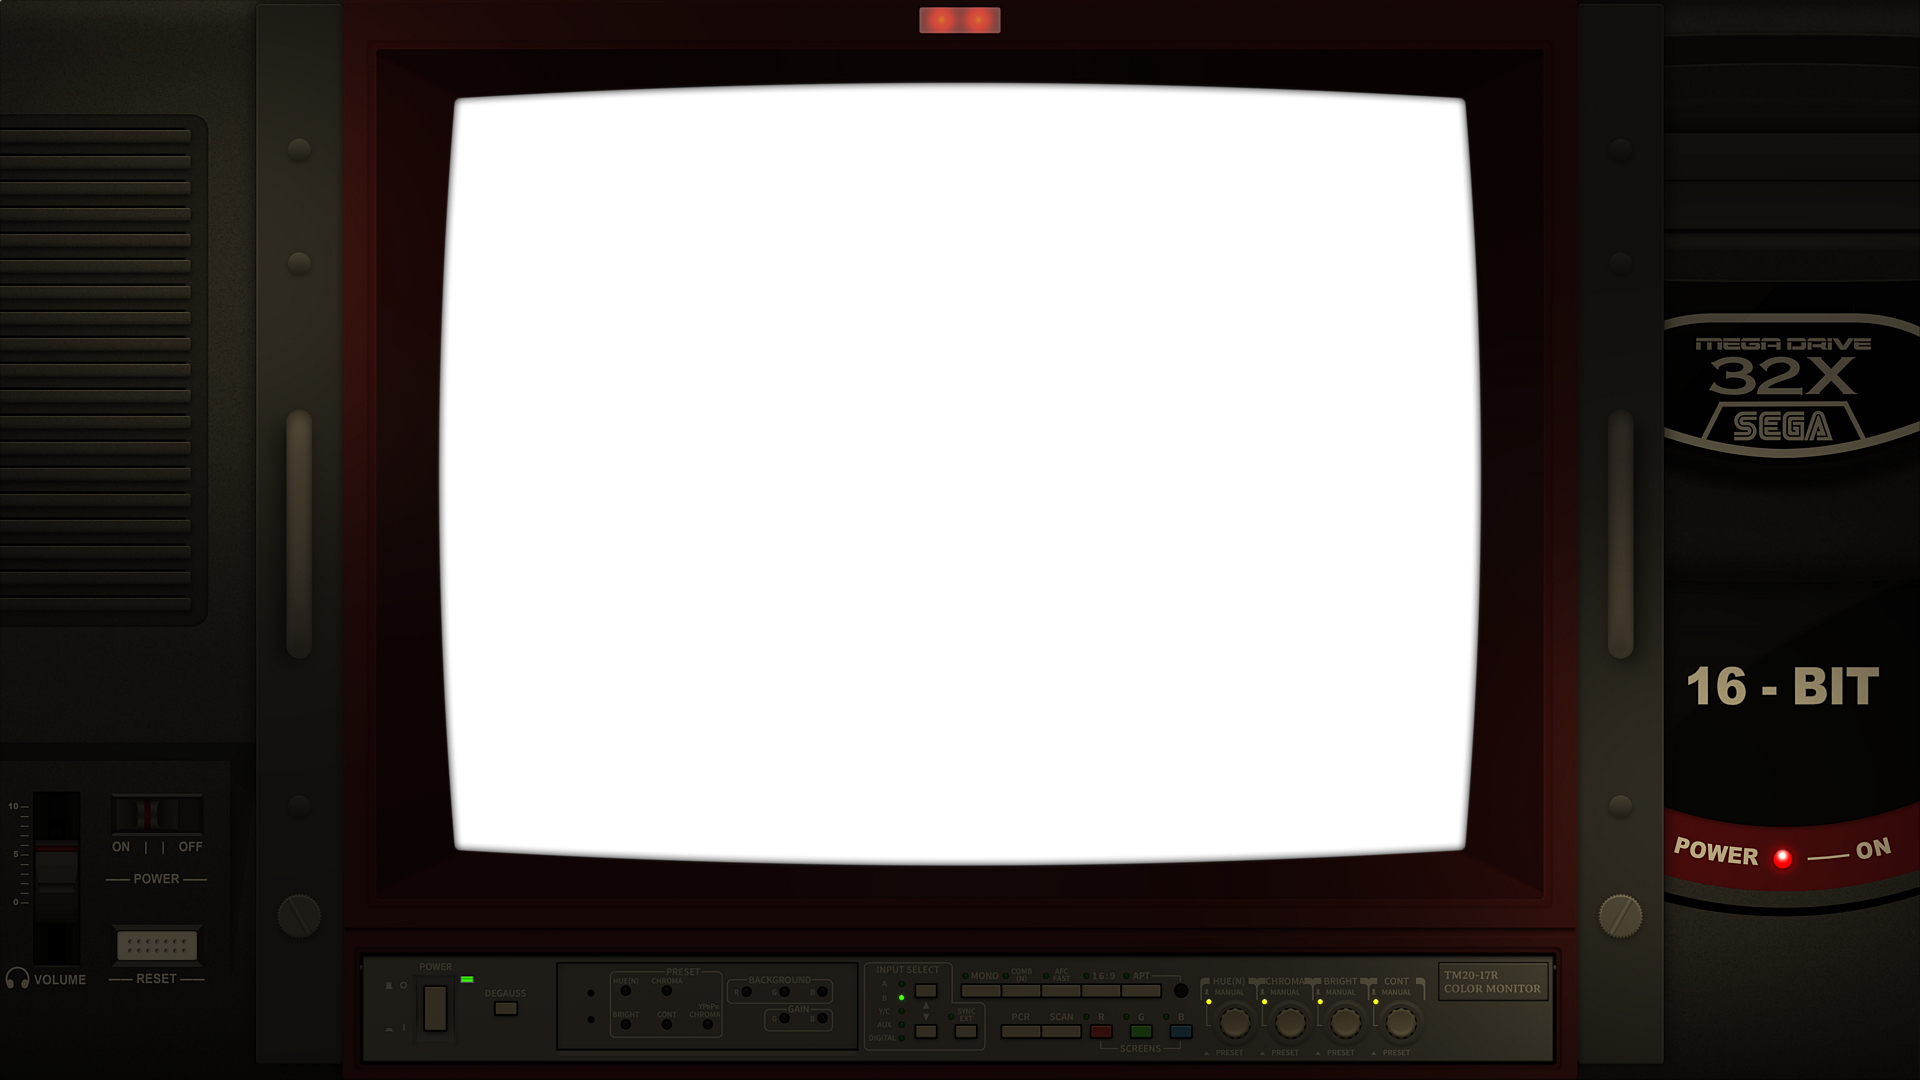 MEGA DRIVE
32X
SEGA
16 - BIT
POWER — ON
10
5
0
ON | | OFF
POWER
VOLUME
RESET
POWER
DEGAUSS
PRESET
HUE(N) CHROMA
BRIGHT CONT YPbPr CHROMA
BACKGROUND
R G B
GAIN
G B
INPUT SELECT
A
B
Y/C
AUX
DIGITAL
SYNC
EXT
MONO COMB (N) AFC FAST 16:9 APT
PCR SCAN R G B
SCREENS
HUE(N) CHROMA BRIGHT CONT
MANUAL MANUAL MANUAL MANUAL
PRESET PRESET PRESET PRESET
TM20-17R
COLOR MONITOR